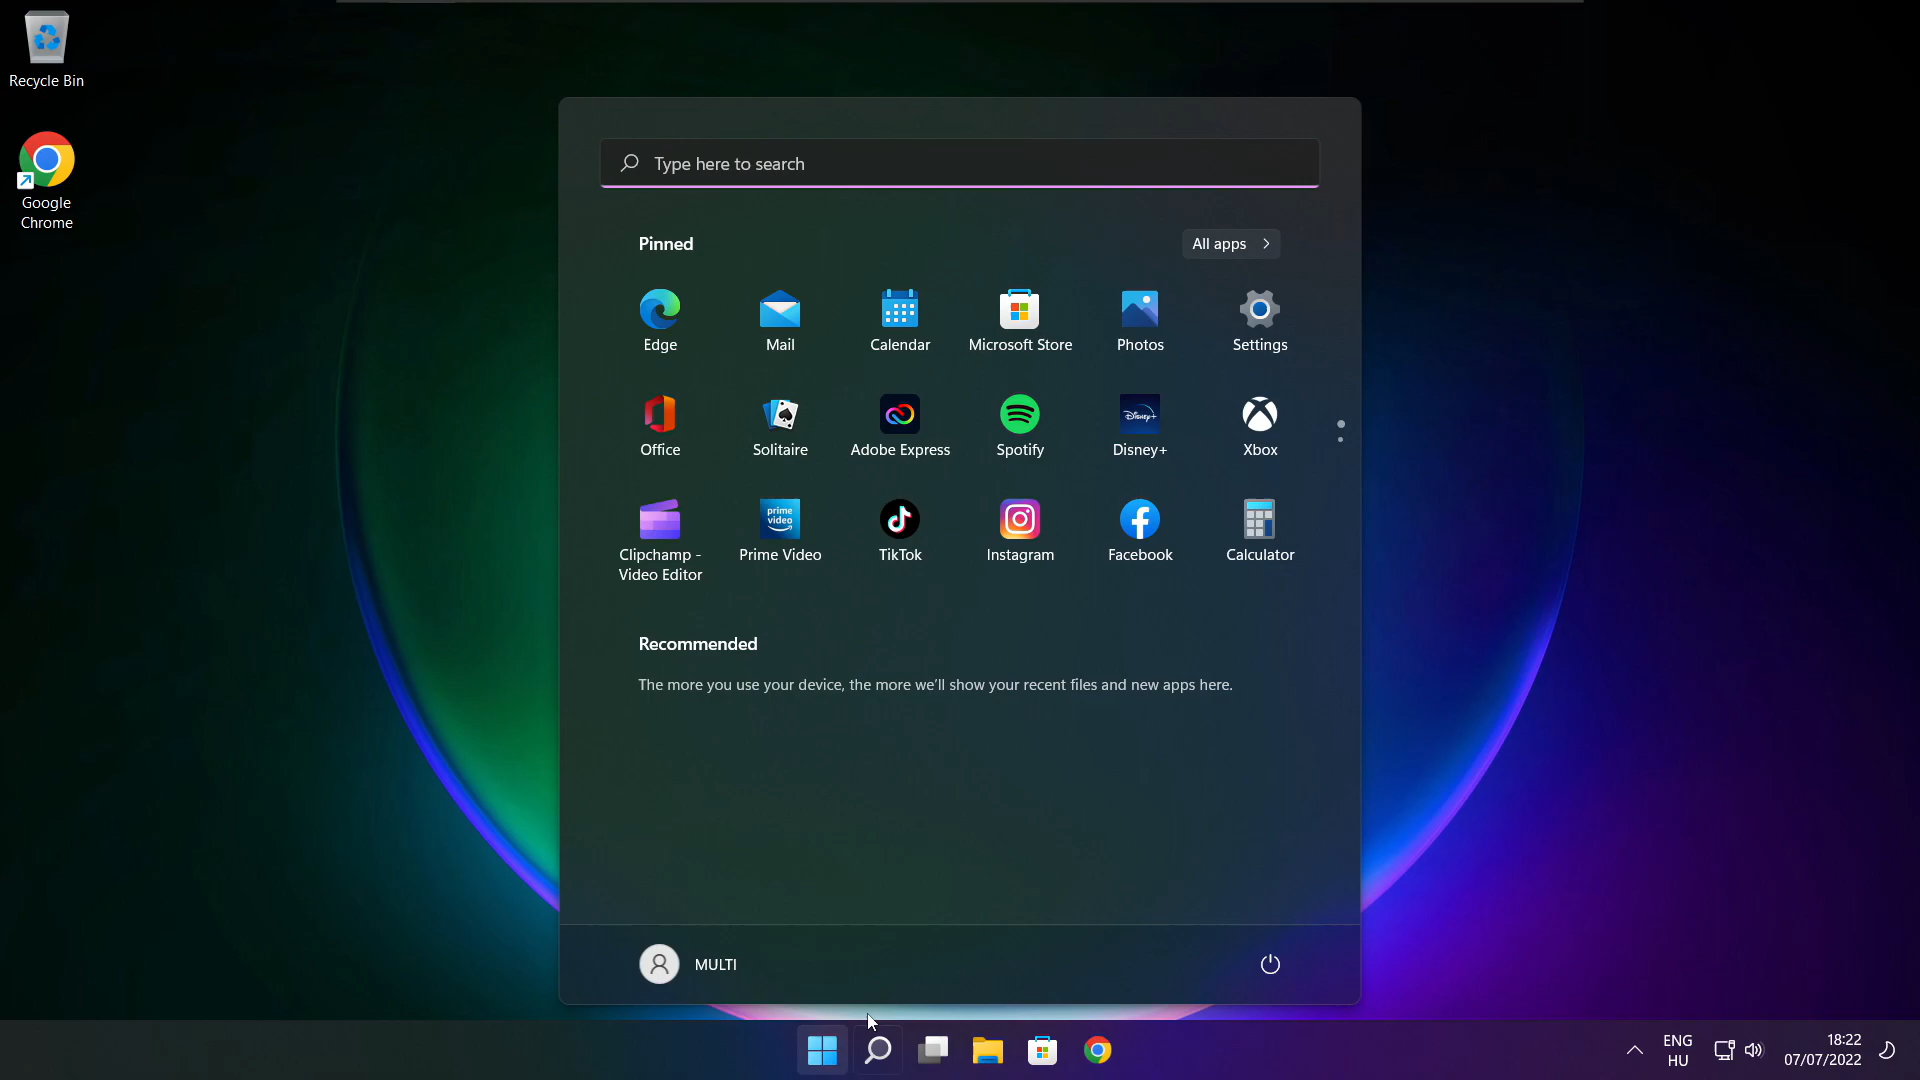 Recycle Bin
Google
Chrome
Type here to search
Pinned
All apps
Edge
Mail
Calendar
Microsoft Store
Photos
Settings
Disney+
Office
Solitaire
Adobe Express
Spotify
Disney+
Xbox
prime
video
Clipchamp -
Video Editor
Prime Video
TikTok
Instagram
Facebook
Calculator
Recommended
The more you use your device, the more we'll show your recent files and new apps here.
MULTI
ENG
HU
18:22
07/07/2022